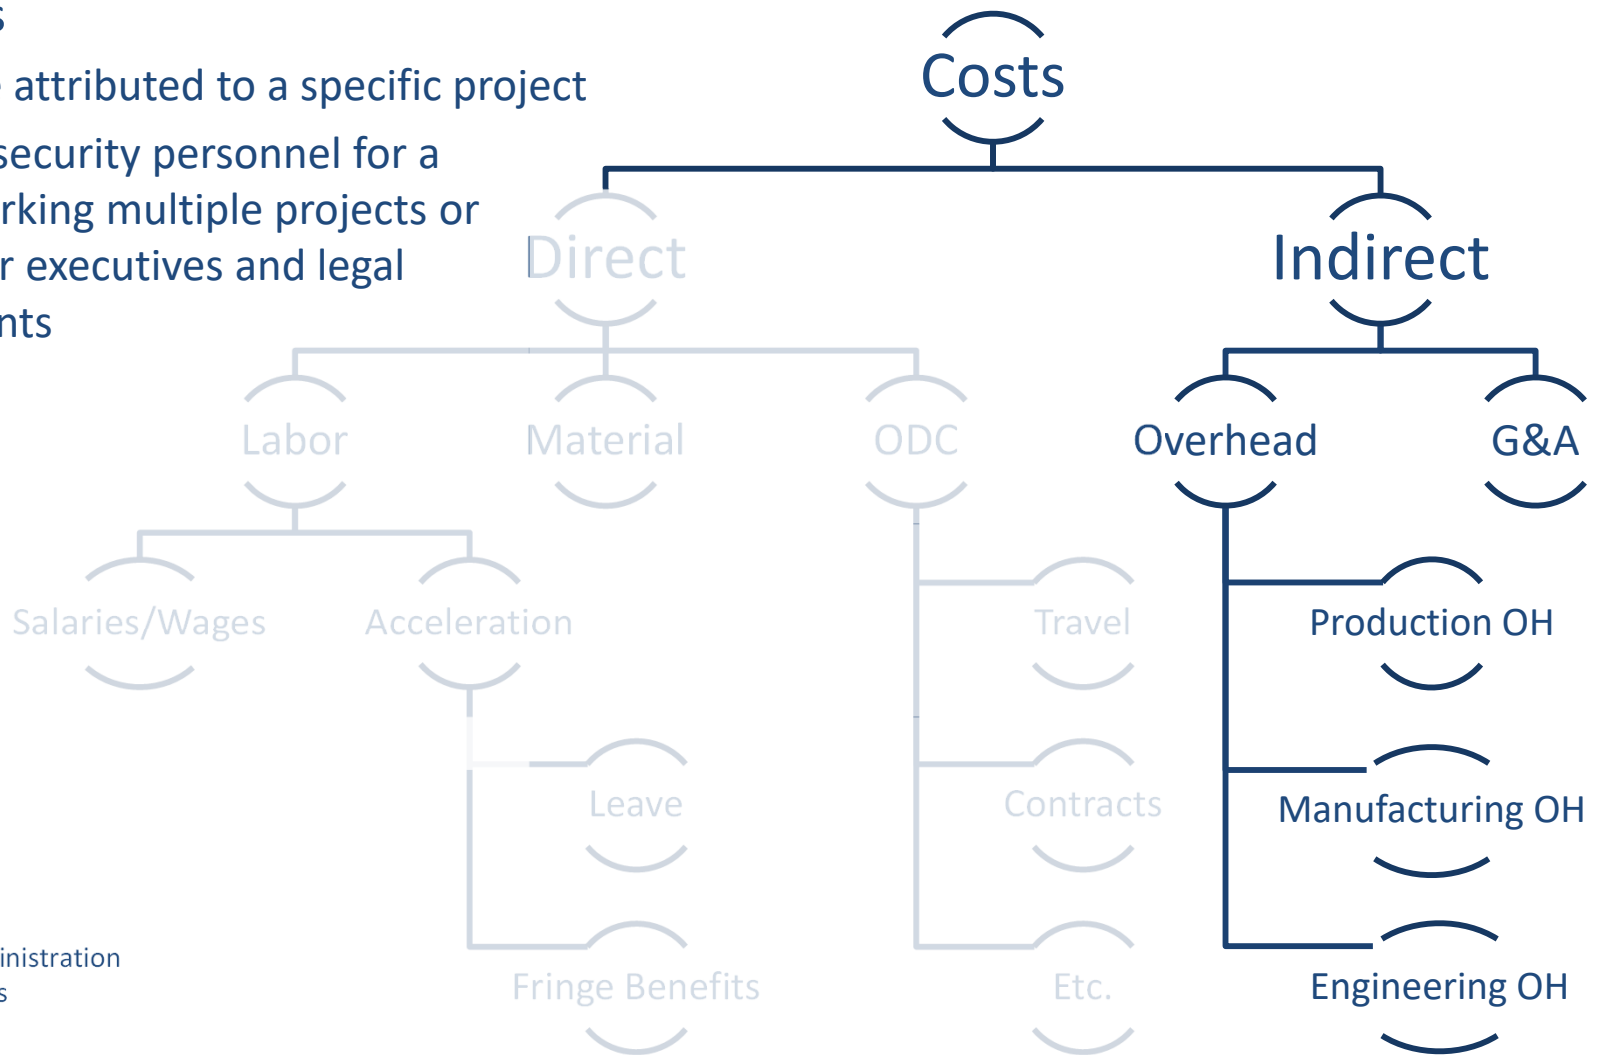 s
attributed to a specific project
security personnel for a
rking multiple projects or
r executives and legal
nts
Costs
Direct
Indirect
Labor
Material
ODC
Overhead
G&A
Salaries/Wages
Acceleration
Travel
Production OH
Leave
Contracts
Manufacturing OH
inistration
s
Fringe Benefits
Etc.
Engineering OH